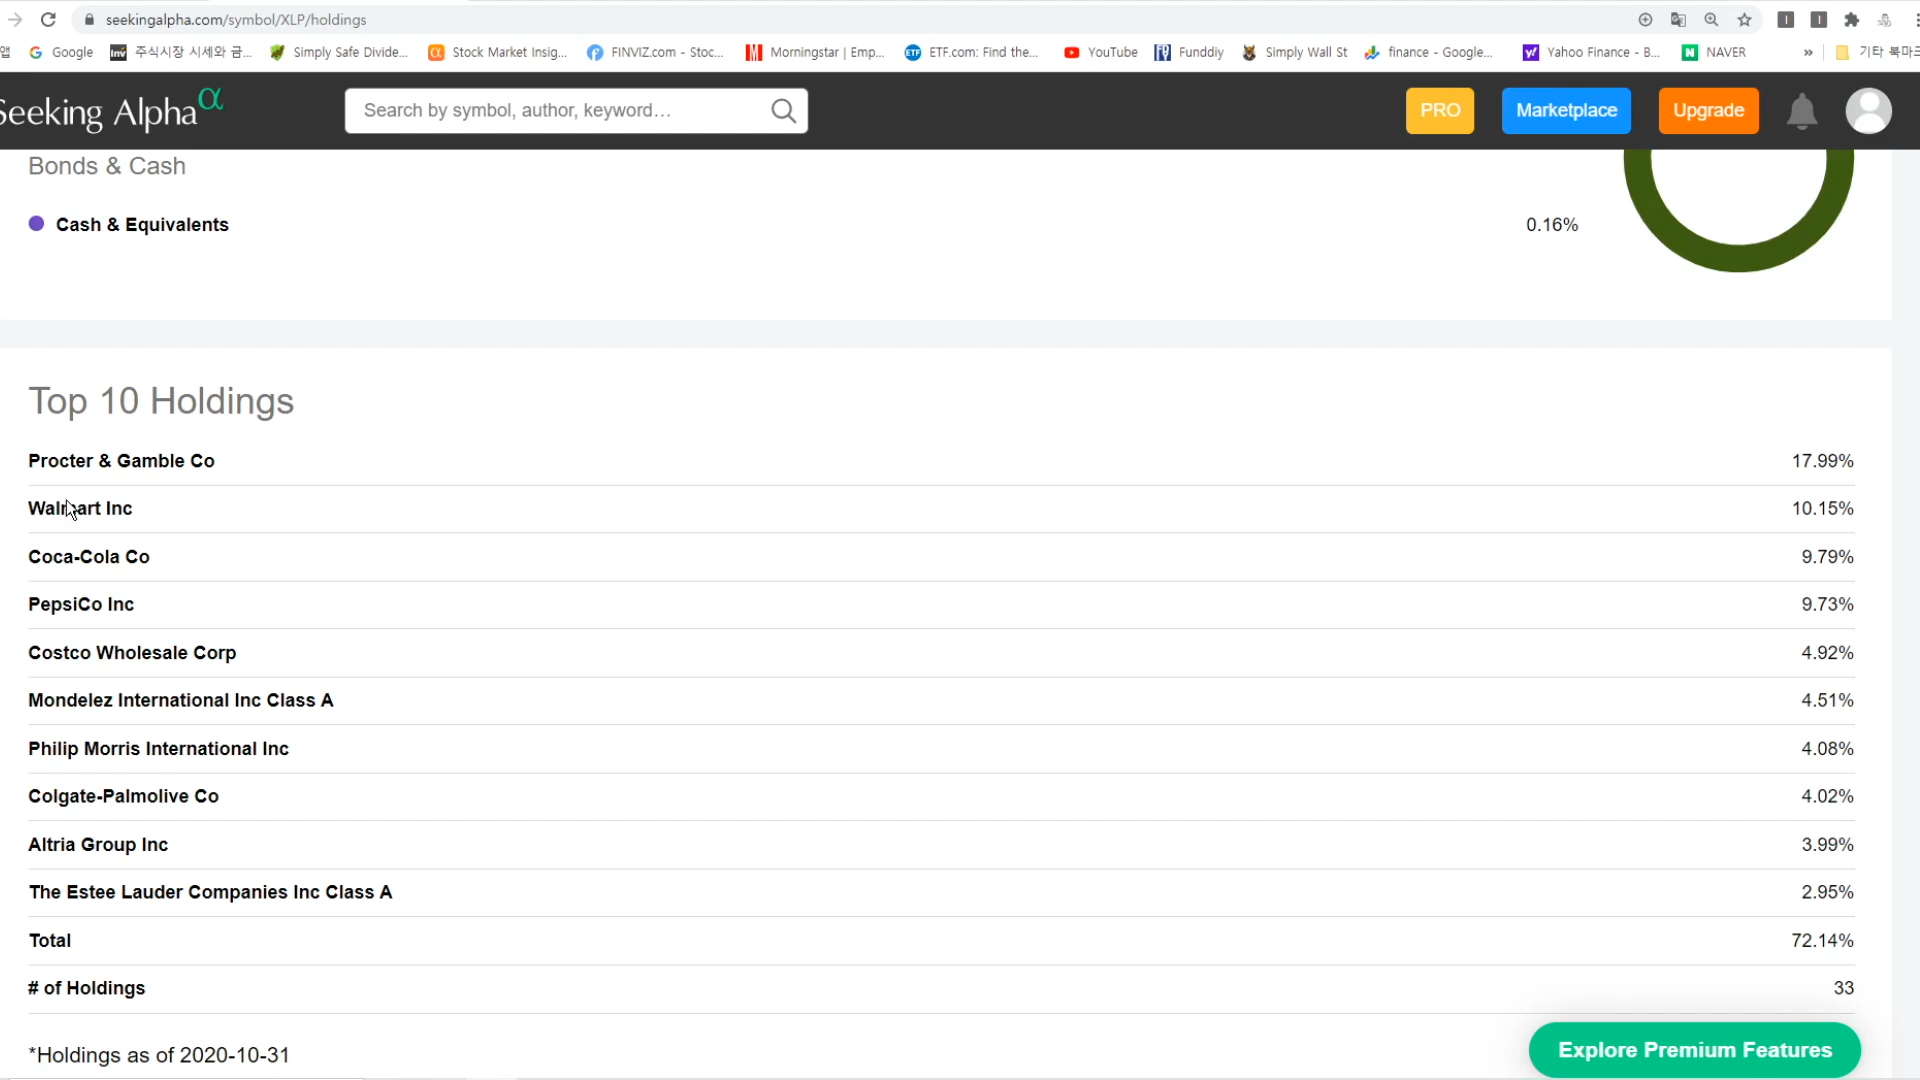 seekingalpha.com/symbol/XLP/holdings
앱 Google 주식시장 시세와 금... Simply Safe Divide... Stock Market Insig... FINVIZ.com - Stoc... Morningstar | Emp... ETF.com: Find the... YouTube Funddiy Simply Wall St finance - Google... Yahoo Finance - B... NAVER » 기타 북마크
Seeking Alpha α Search by symbol, author, keyword... PRO Marketplace Upgrade
Bonds & Cash
Cash & Equivalents 0.16%
Top 10 Holdings
Procter & Gamble Co 17.99%
Walmart Inc 10.15%
Coca-Cola Co 9.79%
PepsiCo Inc 9.73%
Costco Wholesale Corp 4.92%
Mondelez International Inc Class A 4.51%
Philip Morris International Inc 4.08%
Colgate-Palmolive Co 4.02%
Altria Group Inc 3.99%
The Estee Lauder Companies Inc Class A 2.95%
Total 72.14%
# of Holdings 33
*Holdings as of 2020-10-31
Explore Premium Features